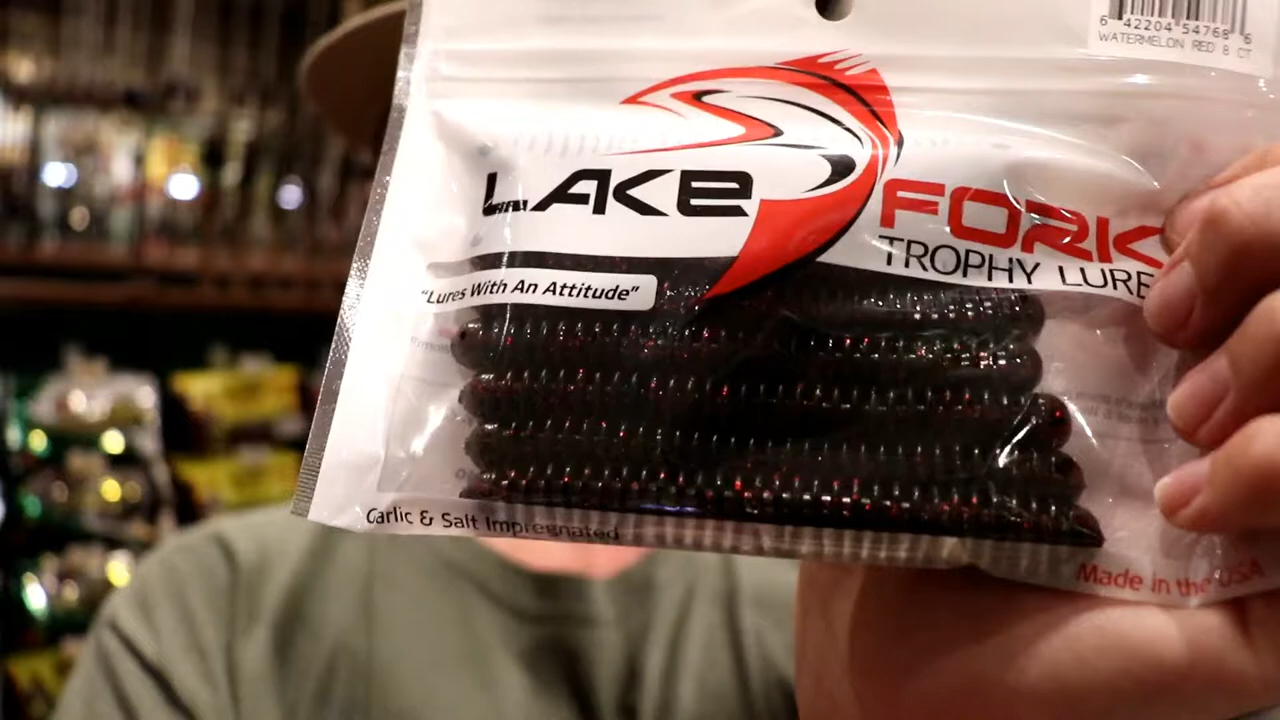 6 42204 54768 6
WATERMELON RED 8 CT
LAKE FORK
TROPHY LURE
"Lures With An Attitude"
Garlic & Salt Impregnated
Made in the USA